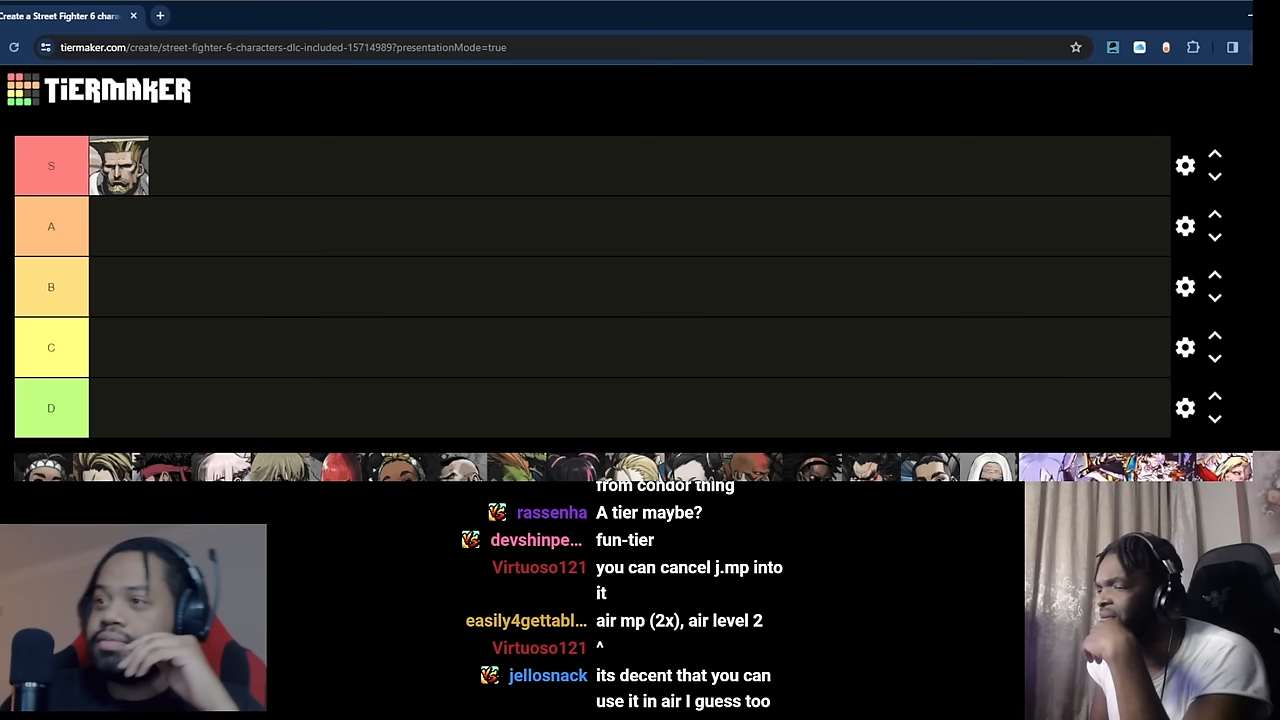 Create a Street Fighter 6 chara
tiermaker.com/create/street-fighter-6-characters-dlc-included-15714989?presentationMode=true
TiERMAKER
S
A
B
C
D
from condor thing
rassenha A tier maybe?
devshinpe... fun-tier
Virtuoso121 you can cancel j.mp into
it
easily4gettabl... air mp (2x), air level 2
Virtuoso121 ^
jellosnack its decent that you can
use it in air I guess too